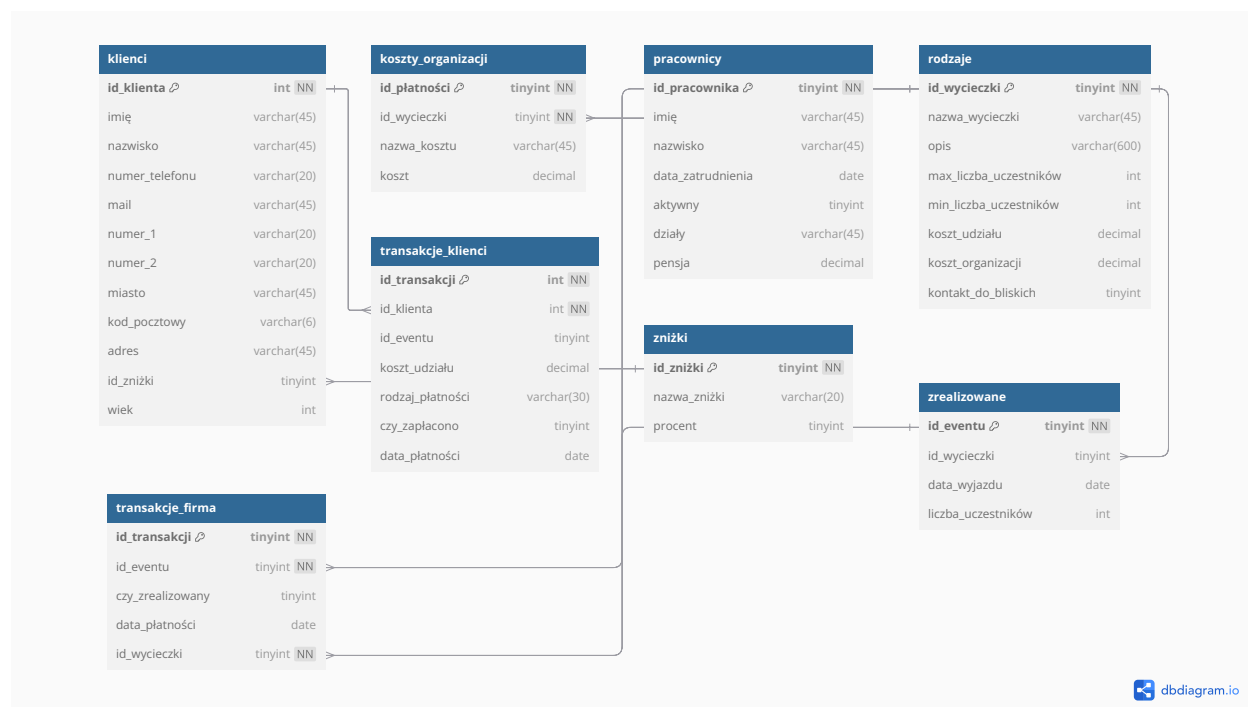 klienci
id_klienta int NN
imię varchar(45)
nazwisko varchar(45)
numer_telefonu varchar(20)
mail varchar(45)
numer_1 varchar(20)
numer_2 varchar(20)
miasto varchar(45)
kod_pocztowy varchar(6)
adres varchar(45)
id_zniżki tinyint
wiek int
koszty_organizacji
id_płatności tinyint NN
id_wycieczki tinyint NN
nazwa_kosztu varchar(45)
koszt decimal
pracownicy
id_pracownika tinyint NN
imię varchar(45)
nazwisko varchar(45)
data_zatrudnienia date
aktywny tinyint
działy varchar(45)
pensja decimal
rodzaje
id_wycieczki tinyint NN
nazwa_wycieczki varchar(45)
opis varchar(600)
max_liczba_uczestników int
min_liczba_uczestników int
koszt_udziału decimal
koszt_organizacji decimal
kontakt_do_bliskich tinyint
transakcje_klienci
id_transakcji int NN
id_klienta int NN
id_eventu tinyint
koszt_udziału decimal
rodzaj_płatności varchar(30)
czy_zapłacono tinyint
data_płatności date
zniżki
id_zniżki tinyint NN
nazwa_zniżki varchar(20)
procent tinyint
zrealizowane
id_eventu tinyint NN
id_wycieczki tinyint
data_wyjazdu date
liczba_uczestników int
transakcje_firma
id_transakcji tinyint NN
id_eventu tinyint NN
czy_zrealizowany tinyint
data_płatności date
id_wycieczki tinyint NN
dbdiagram.io